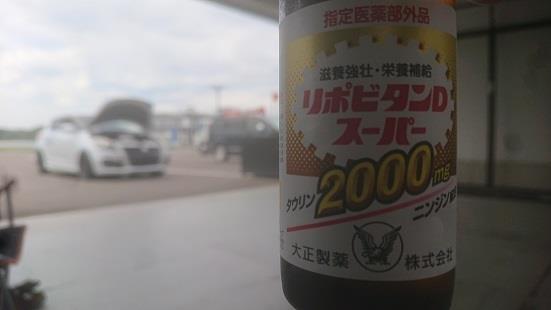 指定医薬部外品
滋養強壮・栄養補給
リポビタンD
スーパー
タウリン 2000mg
ニンジン
大正製薬 株式会社